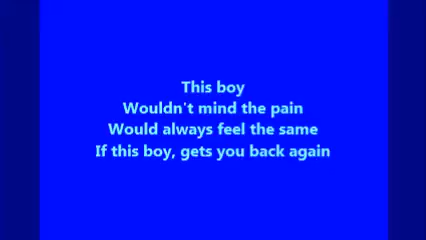 This boy
Wouldn't mind the pain
Would always feel the same
If this boy, gets you back again